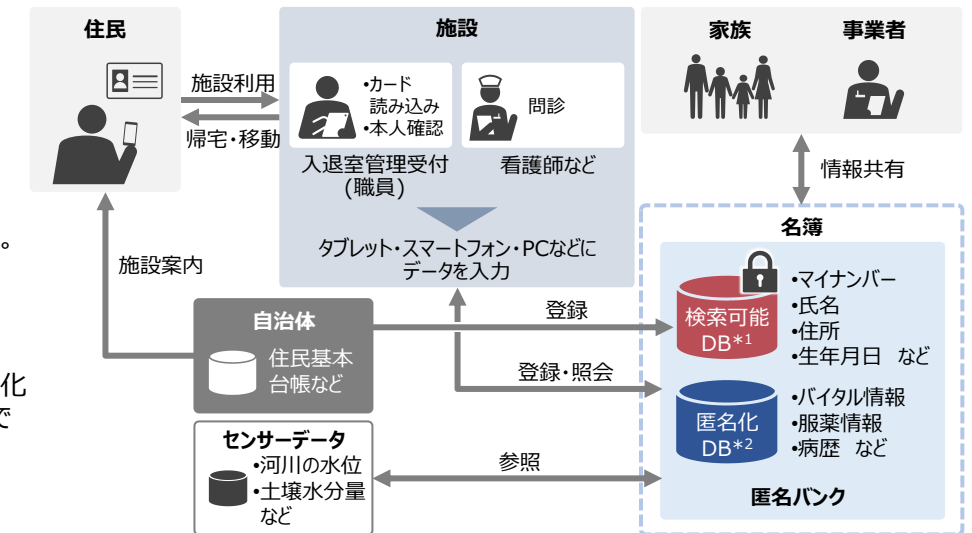 住民
施設
家族
事業者
施設利用
帰宅・移動
•カード
読み込み
•本人確認
問診
入退室管理受付
(職員)
看護師など
タブレット・スマートフォン・PCなどに
データを入力
情報共有
。
施設案内
化
で
自治体
住民基本
台帳など
登録
登録・照会
参照
センサーデータ
•河川の水位
•土壌水分量
など
名簿
検索可能
DB*1
•マイナンバー
•氏名
•住所
•生年月日 など
匿名化
DB*2
•バイタル情報
•服薬情報
•病歴 など
匿名バンク